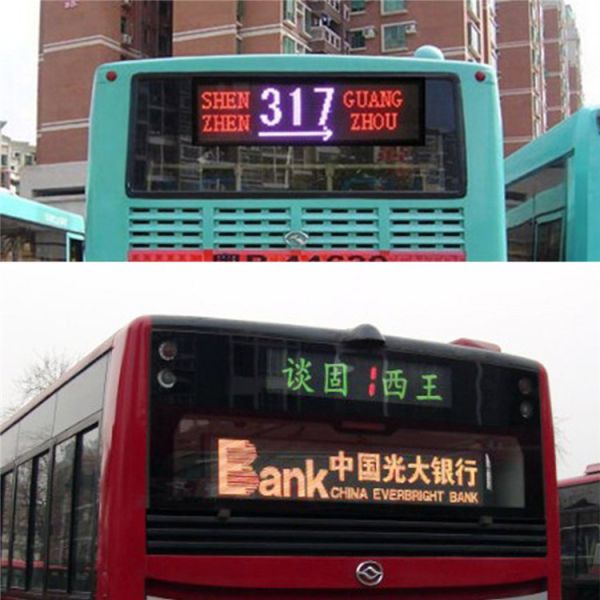 SHEN 317 GUANG
ZHEN ZHOU
谈固 1 西王
Bank 中国光大银行
CHINA EVERBRIGHT BANK